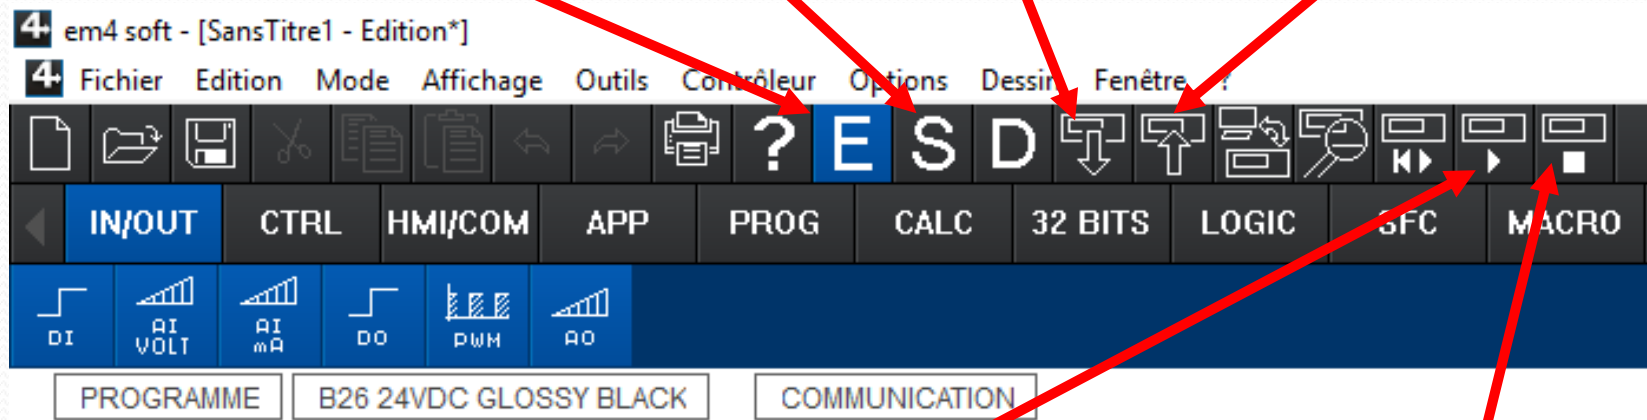 4 em4 soft - [SansTitre1 - Edition*]
4 Fichier Edition Mode Affichage Outils Contrôleur Options Dessin Fenêtre ?
? E S D
IN/OUT CTRL HMI/COM APP PROG CALC 32 BITS LOGIC SFC MACRO
DI AI VOLT AI mA DO PWM AO
PROGRAMME B26 24VDC GLOSSY BLACK COMMUNICATION